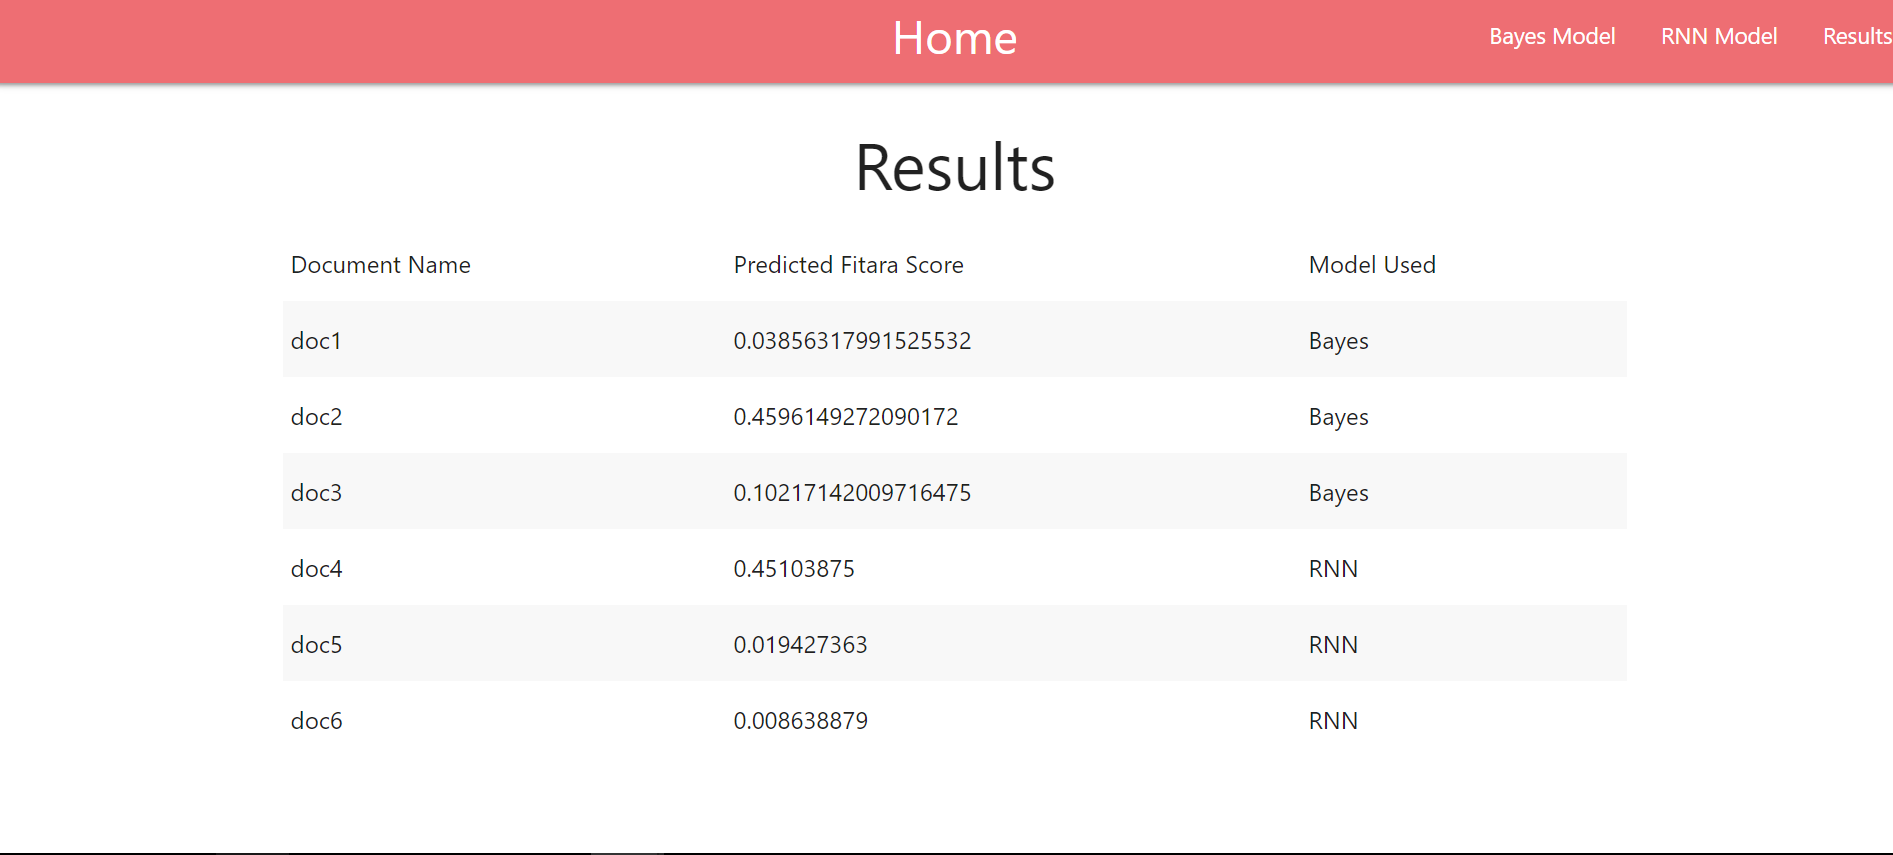 Home
Bayes Model RNN Model Results
Results
Document Name Predicted Fitara Score Model Used
doc1 0.03856317991525532 Bayes
doc2 0.4596149272090172 Bayes
doc3 0.10217142009716475 Bayes
doc4 0.45103875 RNN
doc5 0.019427363 RNN
doc6 0.008638879 RNN